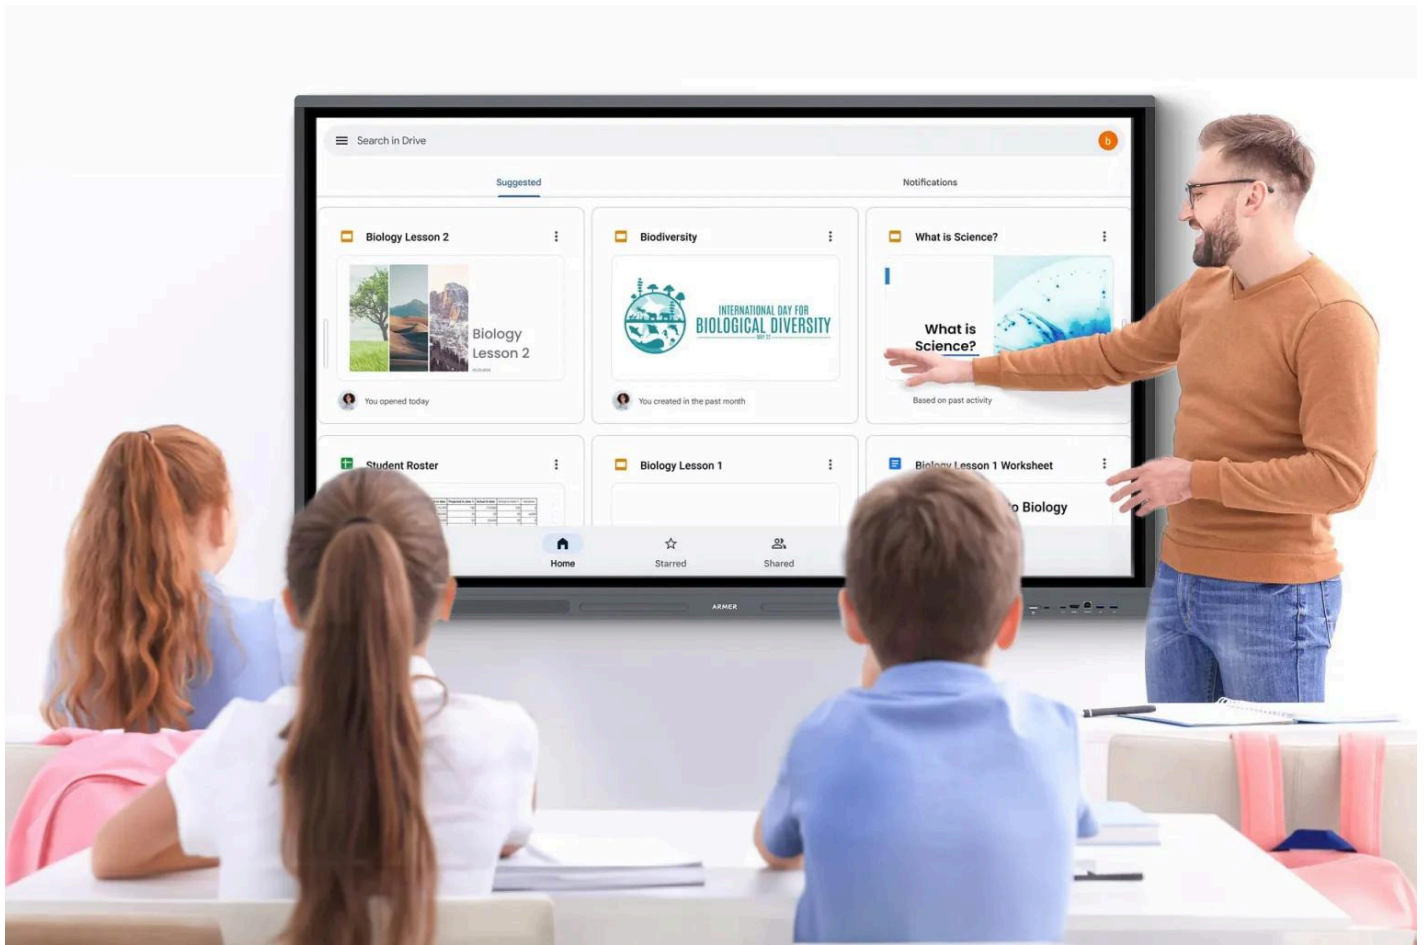 Search in Drive
b
Suggested
Notifications
Biology Lesson 2
Biodiversity
What is Science?
Biology
Lesson 2
INTERNATIONAL DAY FOR
BIOLOGICAL DIVERSITY
MAY 22
What is
Science?
You opened today
You created in the past month
Based on past activity
Student Roster
Biology Lesson 1
Biology Lesson 1 Worksheet
o Biology
Home
Starred
Shared
ARMER